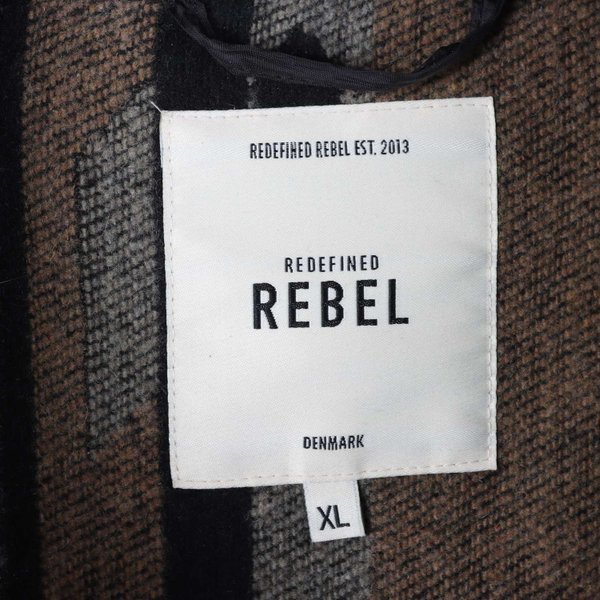 REDEFINED REBEL EST. 2013
REDEFINED
REBEL
DENMARK
XL